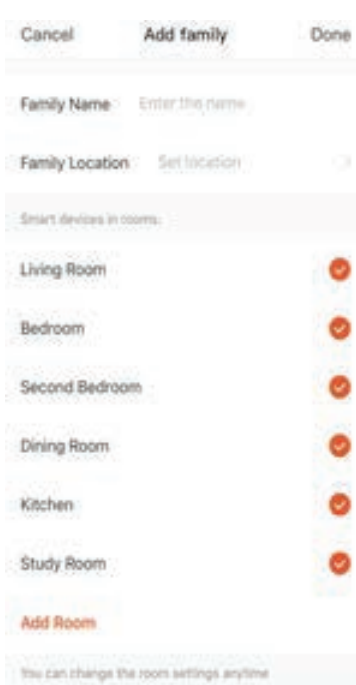 Cancel Add family Done
Family Name Enter the name
Family Location Set location
Smart devices in rooms:
Living Room
Bedroom
Second Bedroom
Dining Room
Kitchen
Study Room
Add Room
You can change the room settings anytime